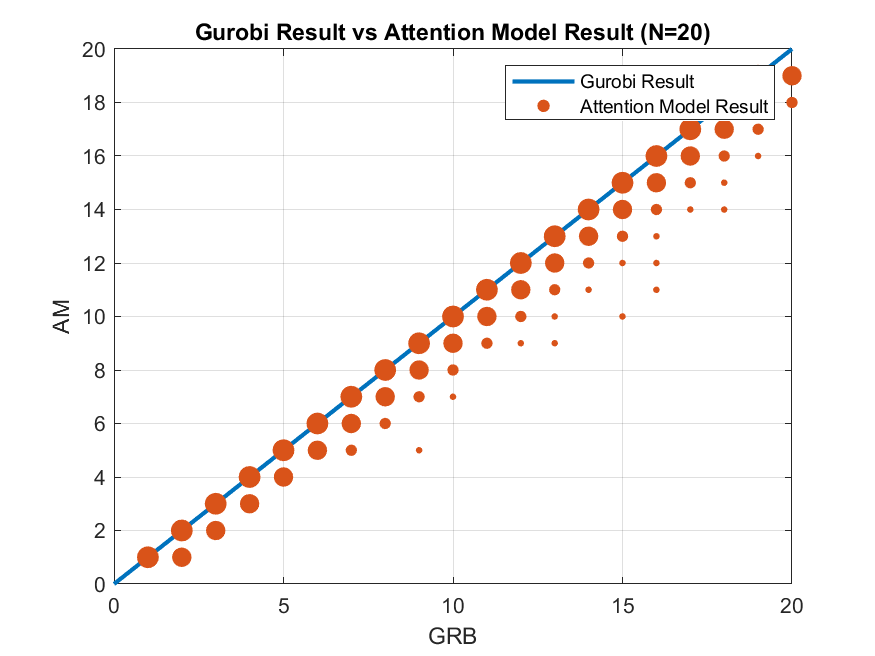 Gurobi Result vs Attention Model Result (N=20)
Gurobi Result
Attention Model Result
20
18
16
14
12
10
8
6
4
2
0
AM
0 5 10 15 20
GRB